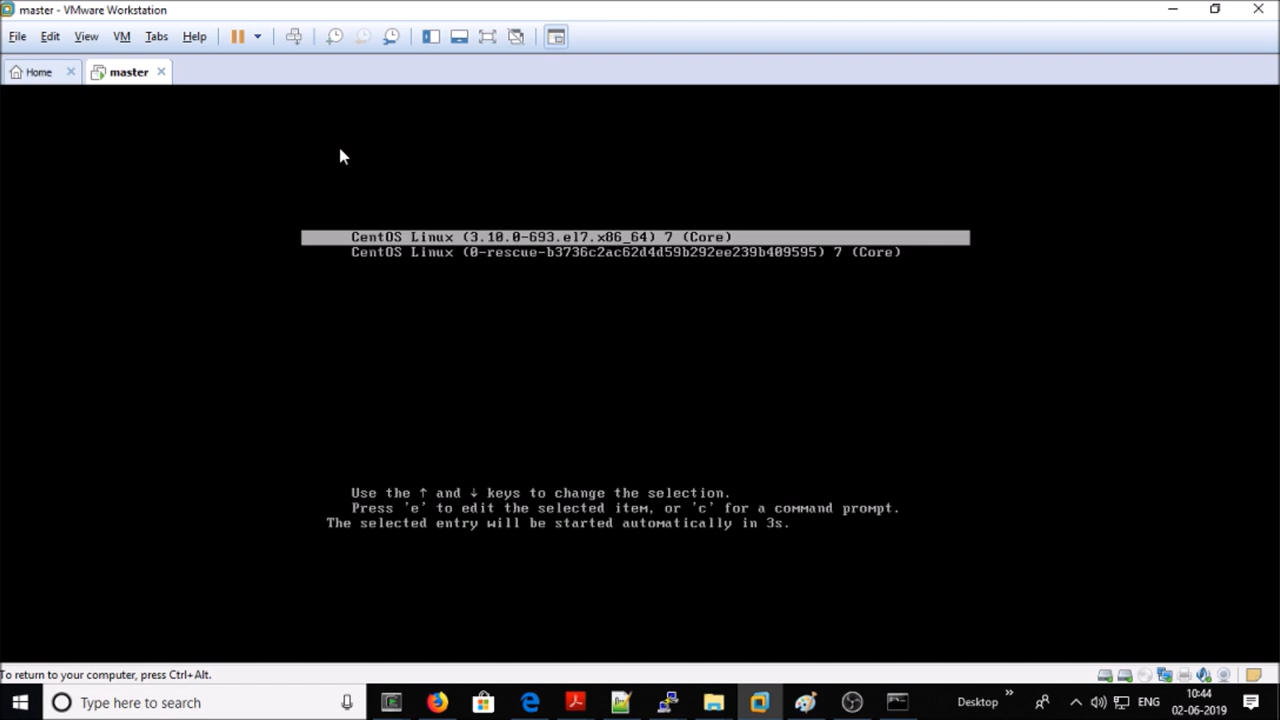 master - VMware Workstation
File Edit View VM Tabs Help
Home master
CentOS Linux (3.10.0-693.el7.x86_64) 7 (Core)
CentOS Linux (0-rescue-b3736c2ac62d4d59b292ee239b409595) 7 (Core)
Use the ↑ and ↓ keys to change the selection.
Press 'e' to edit the selected item, or 'c' for a command prompt.
The selected entry will be started automatically in 3s.
To return to your computer, press Ctrl+Alt.
Type here to search
Desktop
ENG
10:44
02-06-2019